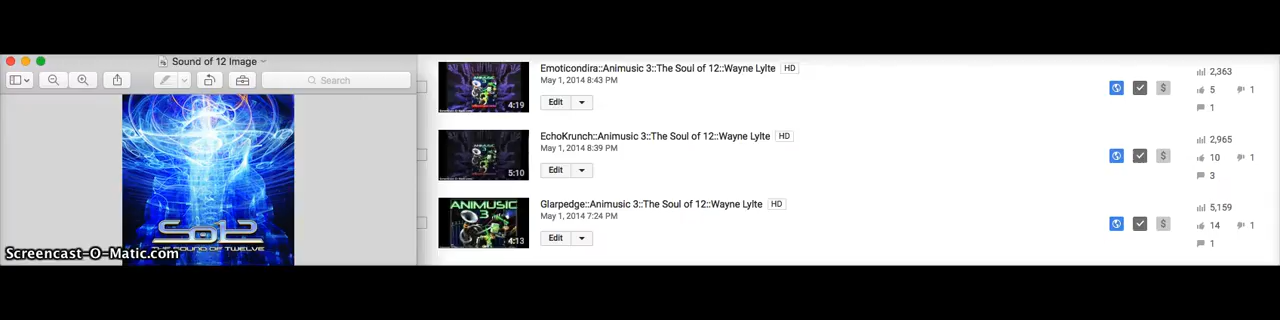 Sound of 12 Image
Search
SO12
THE SOUND OF TWELVE
Screencast-O-Matic.com
ANIMUSIC
4:19
Emoticondira::Animusic 3::The Soul of 12::Wayne Lylte HD
May 1, 2014 8:43 PM
Edit
2,363
5 1
1
ANIMUSIC
5:10
EchoKrunch::Animusic 3::The Soul of 12::Wayne Lylte HD
May 1, 2014 8:39 PM
Edit
2,965
10 1
3
ANIMUSIC
3
4:13
Glarpedge::Animusic 3::The Soul of 12::Wayne Lylte HD
May 1, 2014 7:24 PM
Edit
5,159
14 1
1